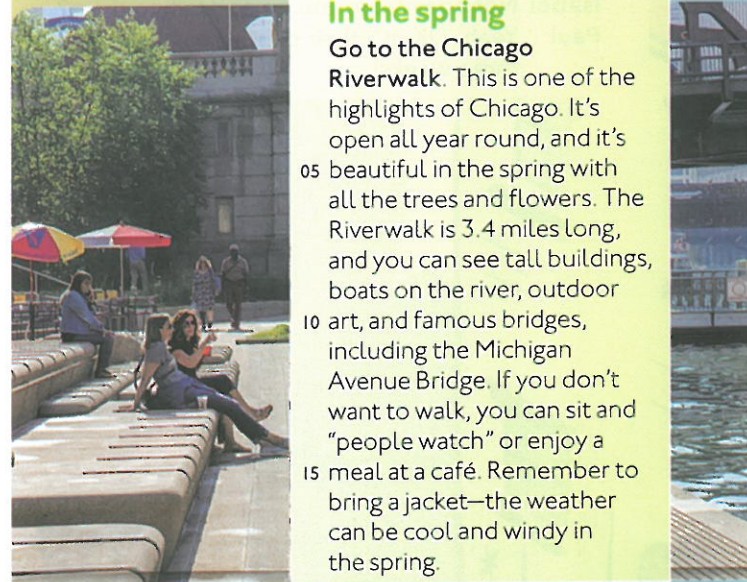 In the spring
Go to the Chicago
Riverwalk. This is one of the
highlights of Chicago. It's
open all year round, and it's
05 beautiful in the spring with
all the trees and flowers. The
Riverwalk is 3.4 miles long,
and you can see tall buildings,
boats on the river, outdoor
10 art, and famous bridges,
including the Michigan
Avenue Bridge. If you don't
want to walk, you can sit and
"people watch" or enjoy a
15 meal at a café. Remember to
bring a jacket—the weather
can be cool and windy in
the spring.